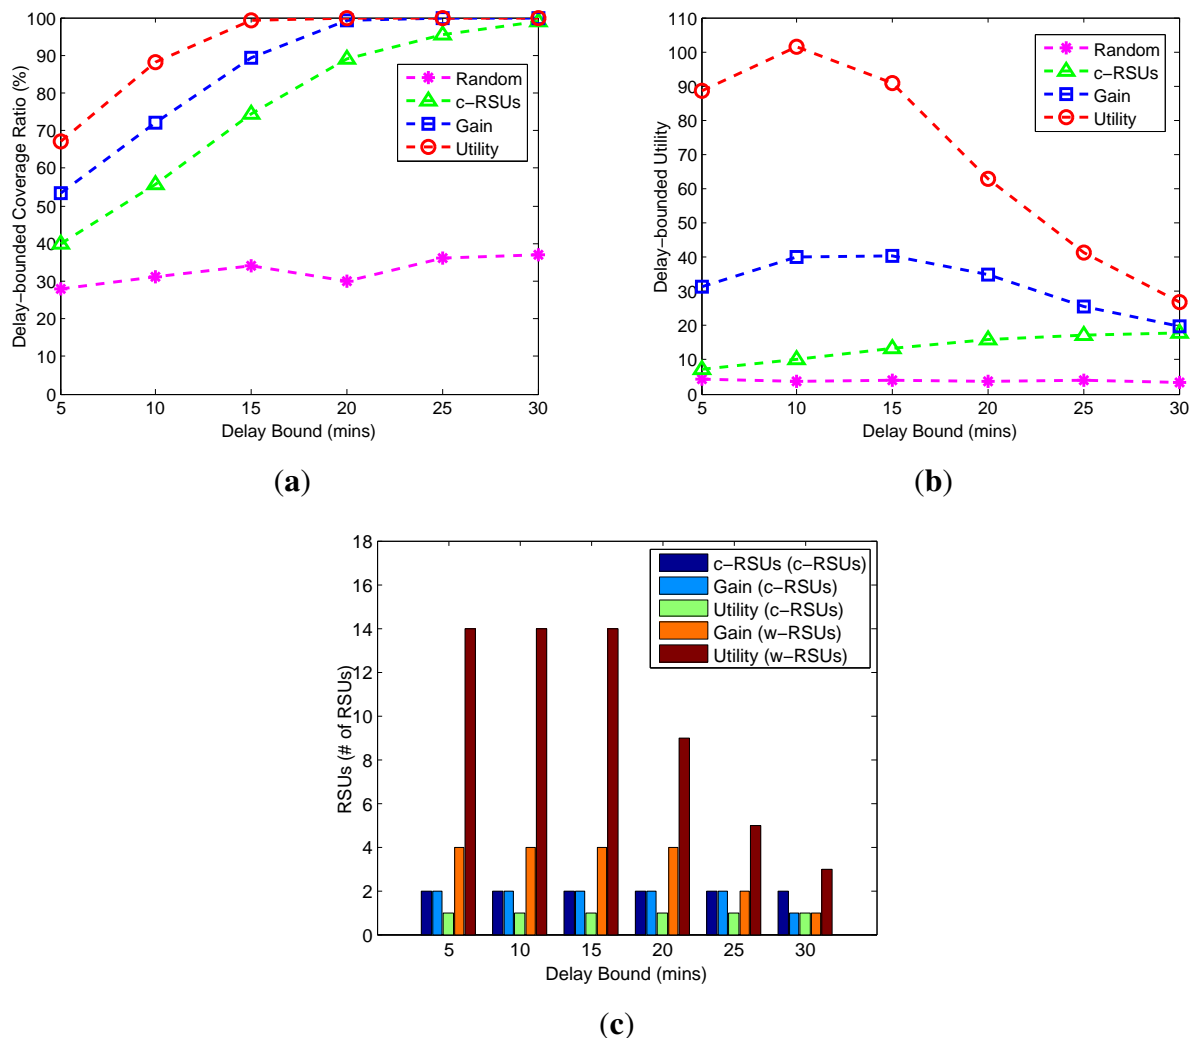 100
90
80
70
60
50
40
30
20
10
0
Delay−bounded Coverage Ratio (%)
Random
c−RSUs
Gain
Utility
5 10 15 20 25 30
Delay Bound (mins)
(a)
110
100
90
80
70
60
50
40
30
20
10
0
Delay−bounded Utility
Random
c−RSUs
Gain
Utility
5 10 15 20 25 30
Delay Bound (mins)
(b)
18
16
14
12
10
8
6
4
2
0
RSUs (# of RSUs)
c−RSUs (c−RSUs)
Gain (c−RSUs)
Utility (c−RSUs)
Gain (w−RSUs)
Utility (w−RSUs)
5 10 15 20 25 30
Delay Bound (mins)
(c)